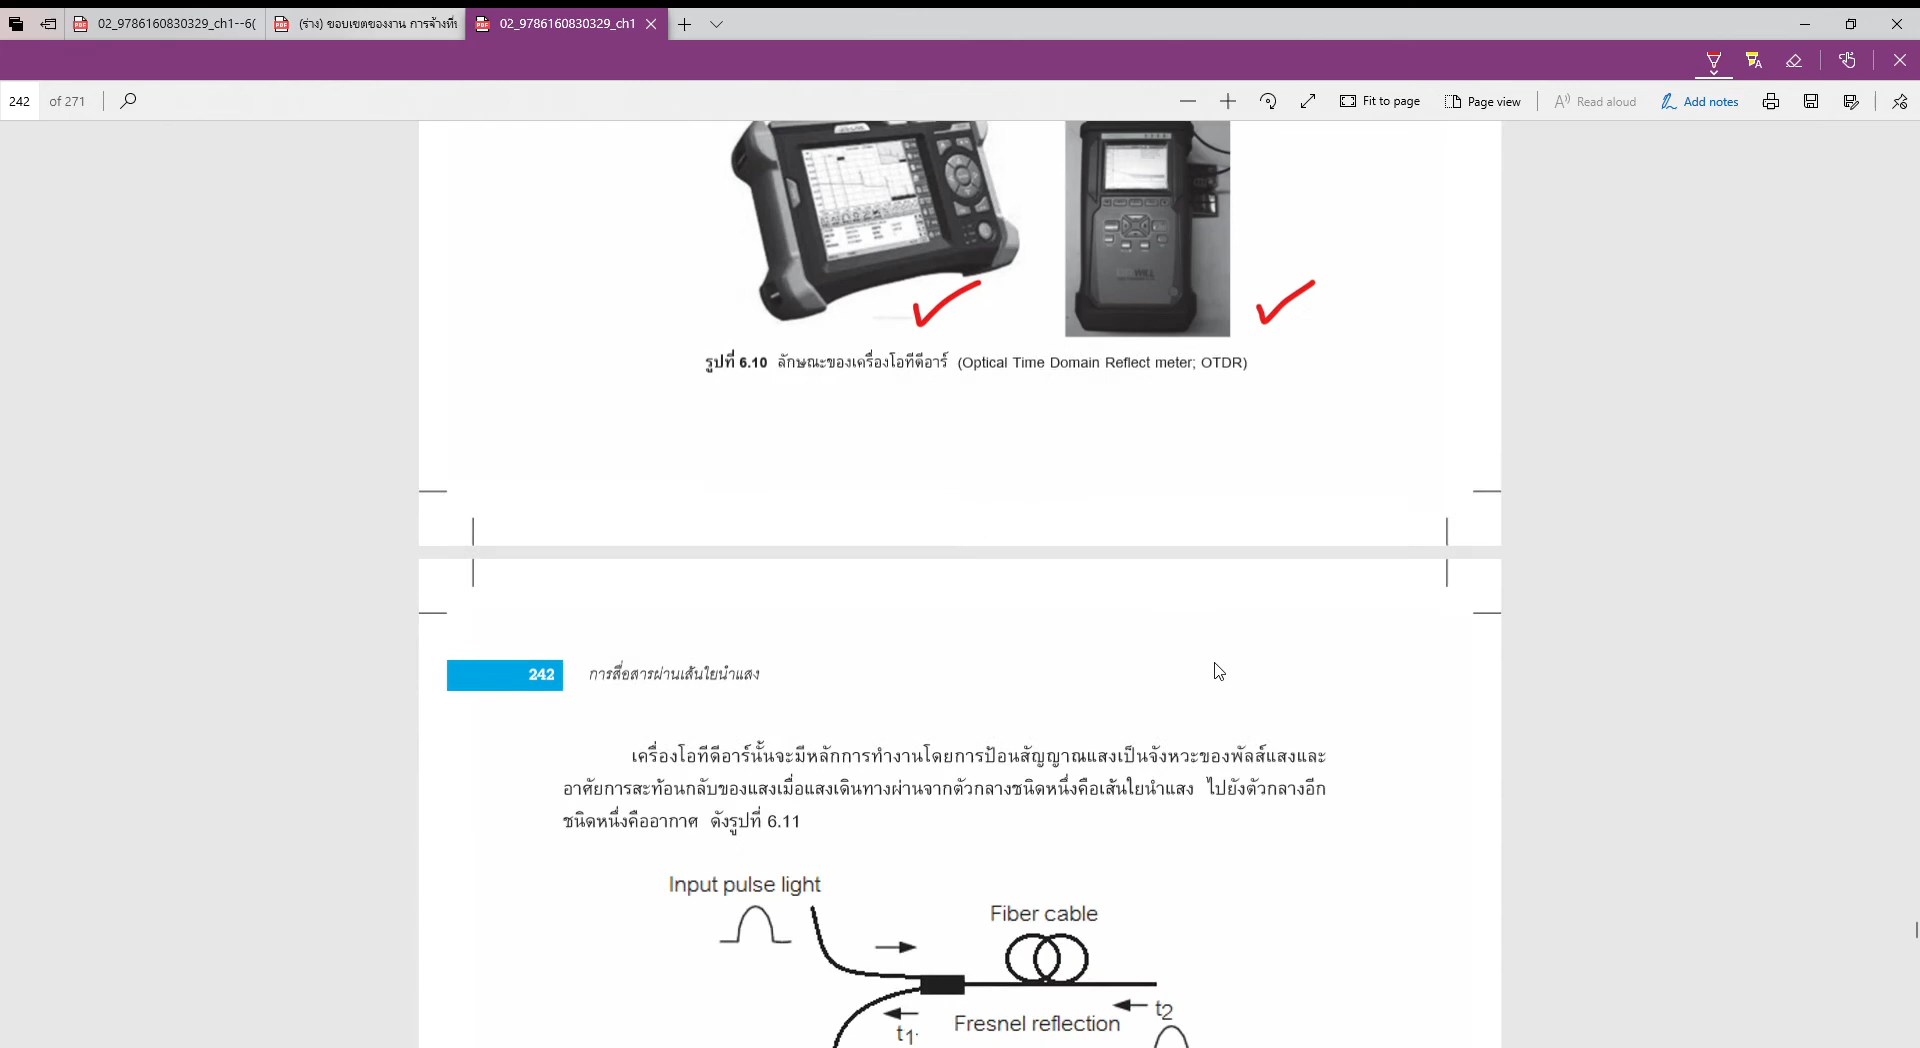 02_9786160830329_ch1--6(
(ร่าง) ขอบเขตของงาน การจ้างที่ป
02_9786160830329_ch1
242 of 271
Fit to page
Page view
Read aloud
Add notes
รูปที่ 6.10 ลักษณะของเครื่องโอทีดีอาร์ (Optical Time Domain Reflect meter; OTDR)
242 การสื่อสารผ่านเส้นใยนำแสง
เครื่องโอทีดีอาร์นั้นจะมีหลักการทำงานโดยการป้อนสัญญาณแสงเป็นจังหวะของพัลส์แสงและ
อาศัยการสะท้อนกลับของแสงเมื่อแสงเดินทางผ่านจากตัวกลางชนิดหนึ่งคือเส้นใยนำแสง ไปยังตัวกลางอีก
ชนิดหนึ่งคืออากาศ ดังรูปที่ 6.11
Input pulse light
Fiber cable
t2
Fresnel reflection
t1